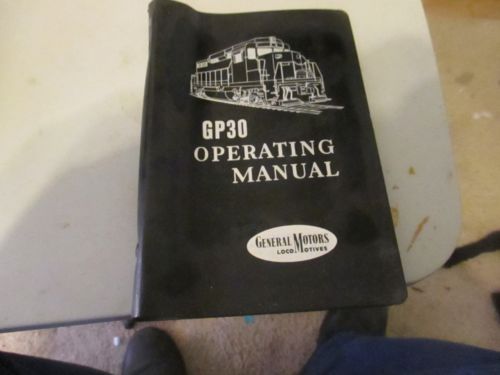 GP30
OPERATING
MANUAL
GENERAL MOTORS
LOCOMOTIVES